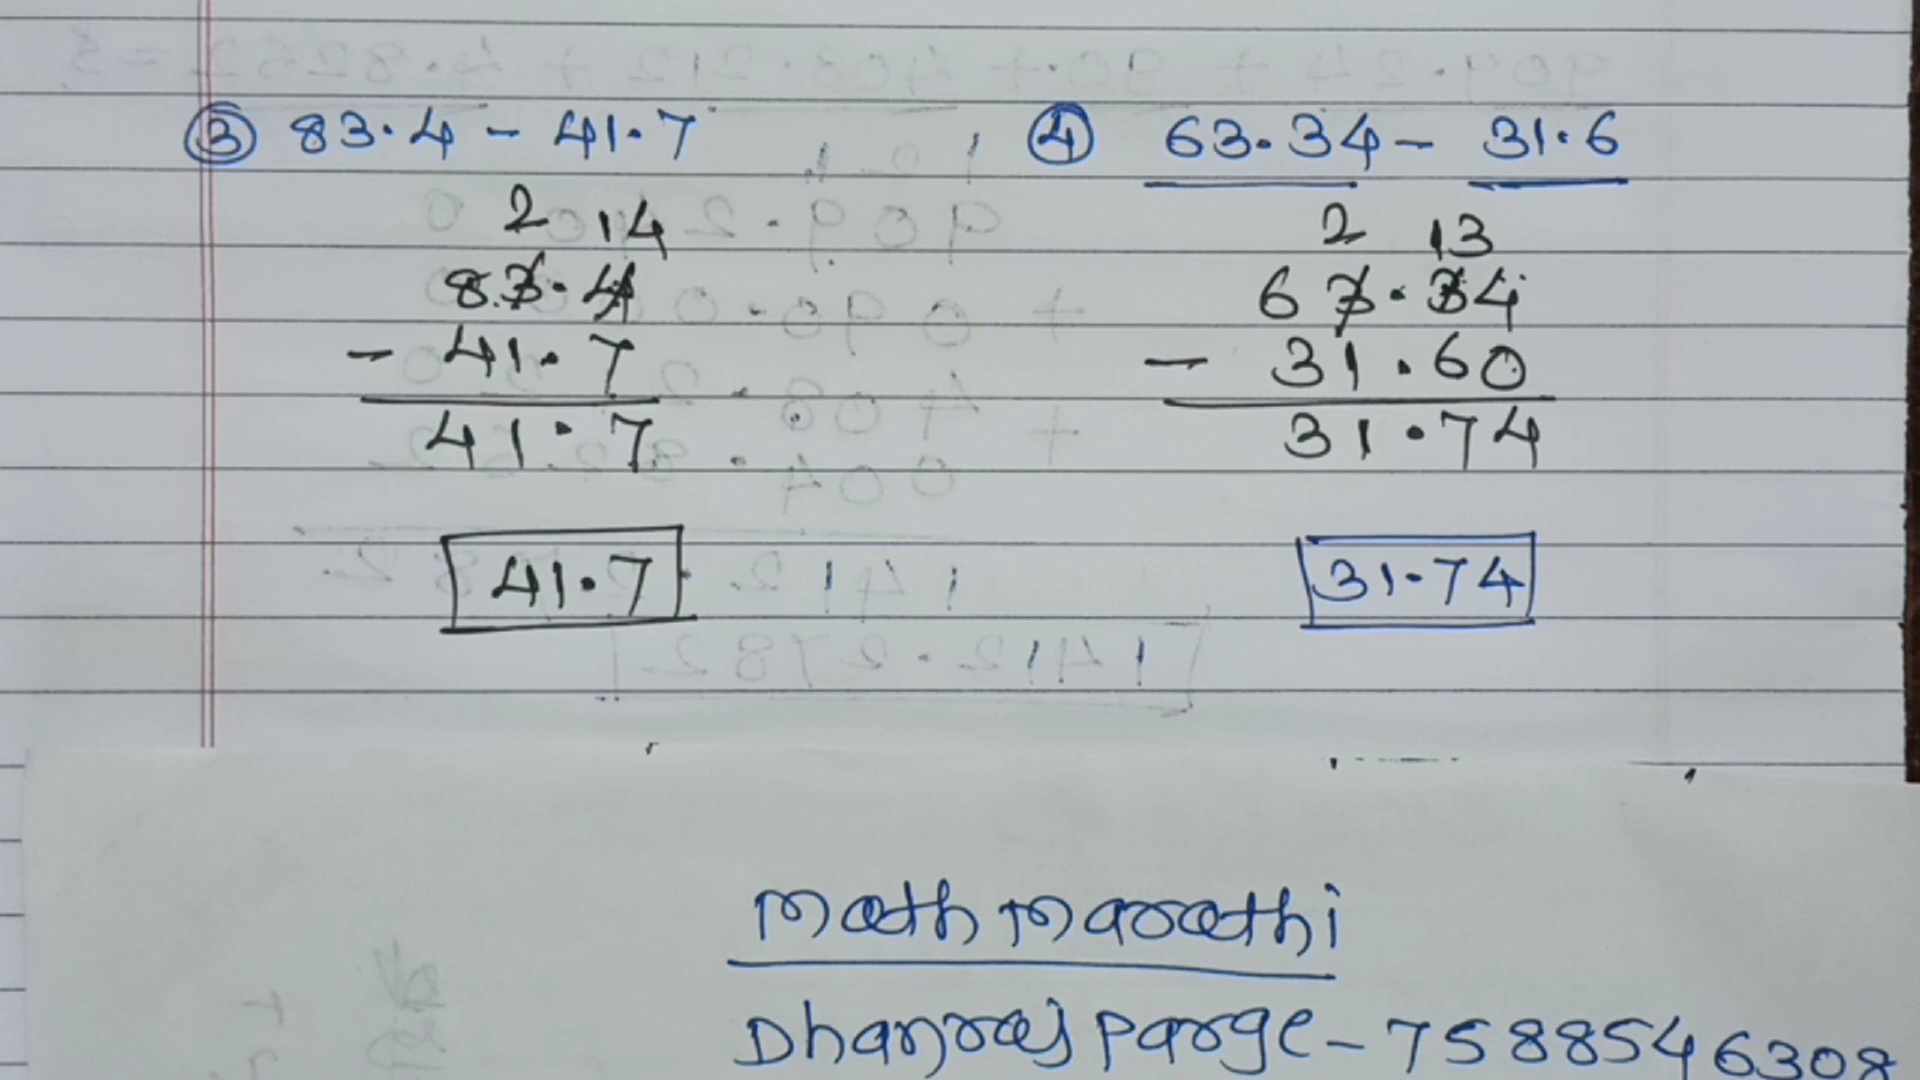 ③ 83.4 - 41.7
2 14
83.4
- 41.7
41.7
41.7
④ 63.34 - 31.6
2 13
63.34
- 31.60
31.74
31.74
math marathi
Dhanraj parge - 7588546308